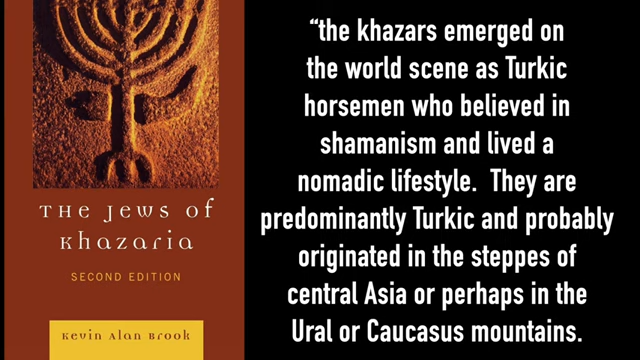 THE JEWS OF
KHAZARIA
SECOND EDITION
Kevin Alan Brook
“the khazars emerged on
the world scene as Turkic
horsemen who believed in
shamanism and lived a
nomadic lifestyle. They are
predominantly Turkic and probably
originated in the steppes of
central Asia or perhaps in the
Ural or Caucasus mountains.